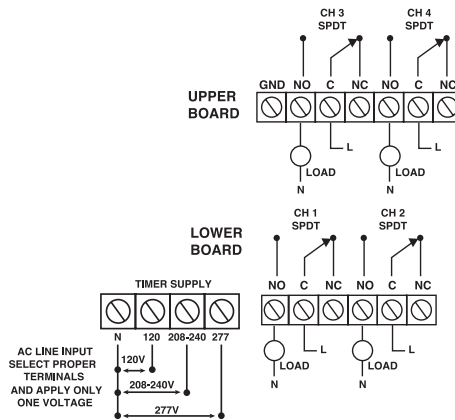 CH 3
SPDT
CH 4
SPDT
GND NO C NC NO C NC
UPPER
BOARD
L
L
LOAD
LOAD
N
N
LOWER
BOARD
CH 1
SPDT
CH 2
SPDT
NO C NC NO C NC
TIMER SUPPLY
N 120 208-240 277
L
L
LOAD
LOAD
N
N
AC LINE INPUT
SELECT PROPER
TERMINALS
AND APPLY ONLY
ONE VOLTAGE
120V
208-240V
277V